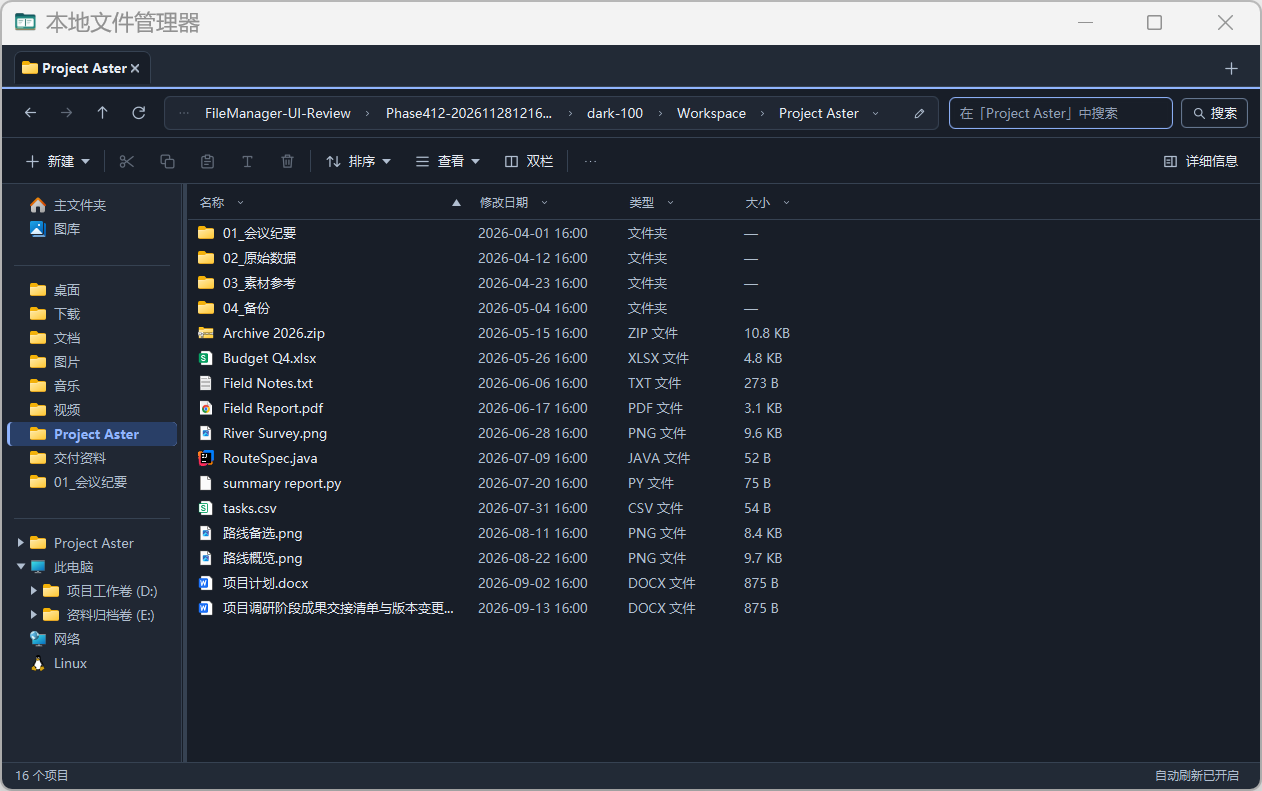 本地文件管理器
Project Aster
FileManager-UI-Review › Phase412-202611281216... › dark-100 › Workspace › Project Aster
在「Project Aster」中搜索
搜索
新建 排序 查看 双栏 ... 详细信息
主文件夹
图库
桌面
下载
文档
图片
音乐
视频
Project Aster
交付资料
01_会议纪要
Project Aster
此电脑
项目工作卷 (D:)
资料归档卷 (E:)
网络
Linux
名称 修改日期 类型 大小
01_会议纪要 2026-04-01 16:00 文件夹 —
02_原始数据 2026-04-12 16:00 文件夹 —
03_素材参考 2026-04-23 16:00 文件夹 —
04_备份 2026-05-04 16:00 文件夹 —
Archive 2026.zip 2026-05-15 16:00 ZIP 文件 10.8 KB
Budget Q4.xlsx 2026-05-26 16:00 XLSX 文件 4.8 KB
Field Notes.txt 2026-06-06 16:00 TXT 文件 273 B
Field Report.pdf 2026-06-17 16:00 PDF 文件 3.1 KB
River Survey.png 2026-06-28 16:00 PNG 文件 9.6 KB
RouteSpec.java 2026-07-09 16:00 JAVA 文件 52 B
summary report.py 2026-07-20 16:00 PY 文件 75 B
tasks.csv 2026-07-31 16:00 CSV 文件 54 B
路线备选.png 2026-08-11 16:00 PNG 文件 8.4 KB
路线概览.png 2026-08-22 16:00 PNG 文件 9.7 KB
项目计划.docx 2026-09-02 16:00 DOCX 文件 875 B
项目调研阶段成果交接清单与版本变更... 2026-09-13 16:00 DOCX 文件 875 B
16 个项目
自动刷新已开启